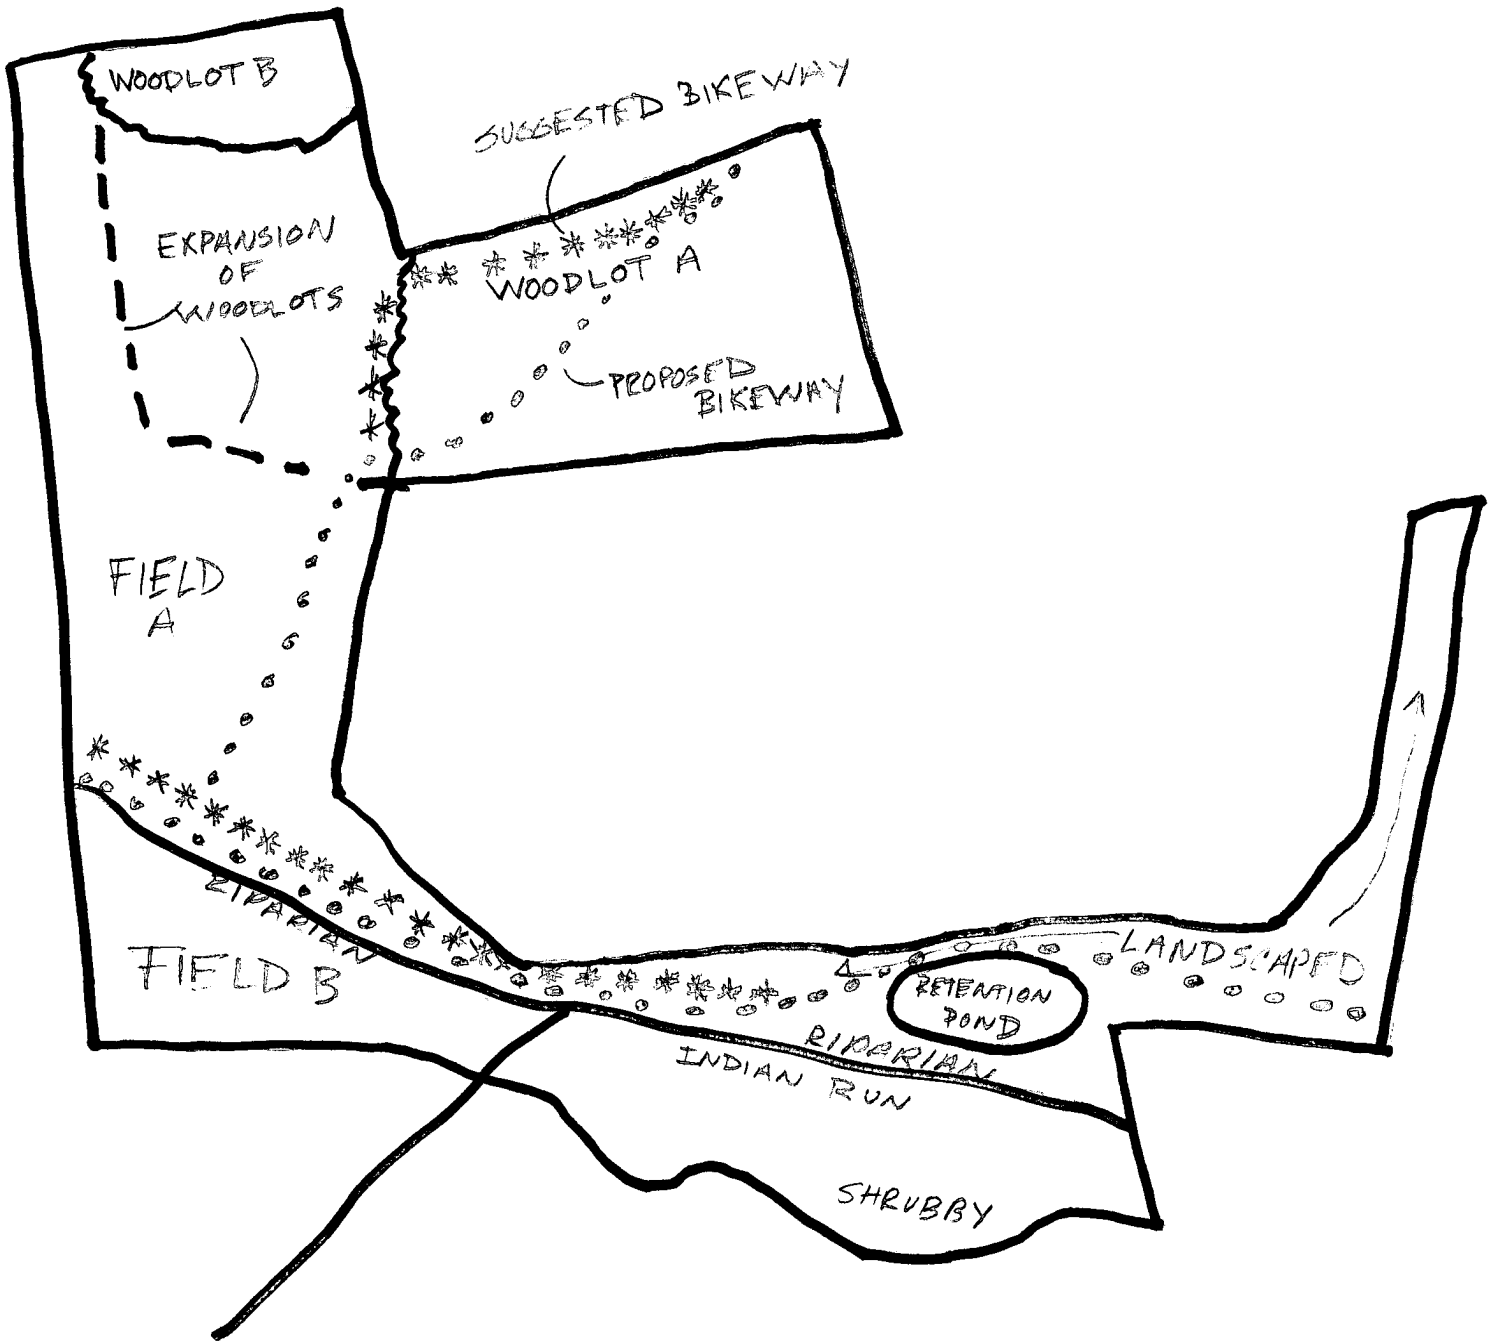 WOODLOT B
SUGGESTED BIKEWAY
EXPANSION
OF
WOODLOTS
WOODLOT A
PROPOSED
BIKEWAY
FIELD
A
RIPARIAN
FIELD B
LANDSCAPED
RETENTION
POND
RIPARIAN
INDIAN RUN
SHRUBBY